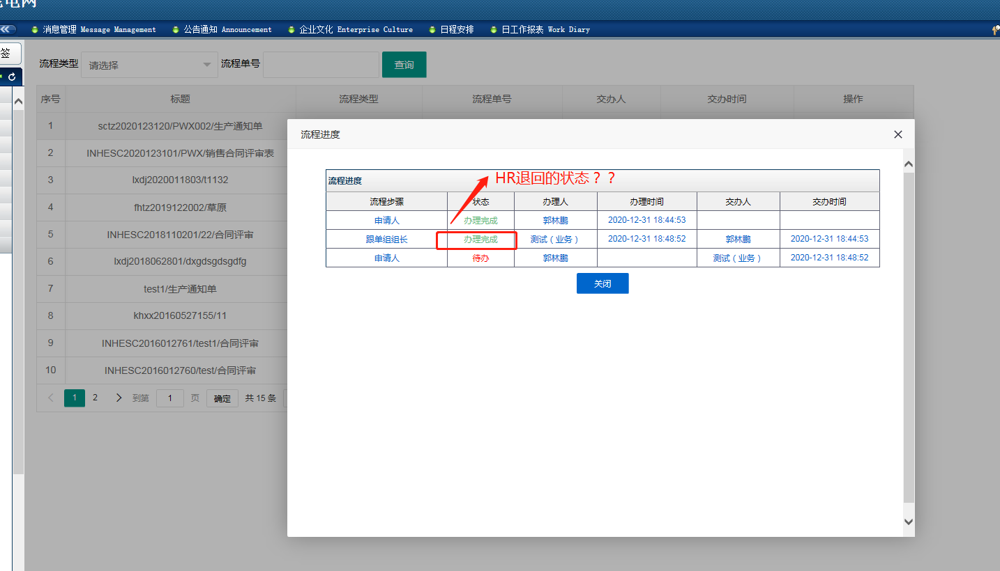 电网
消息管理 Message Management 公告通知 Announcement 企业文化 Enterprise Culture 日程安排 日工作报表 Work Diary
签
流程类型 请选择 流程单号 查询
序号 标题 流程类型 流程单号 交办人 交办时间 操作
1 sctz2020123120/PWX002/生产通知单
2 INHESC2020123101/PWX/销售合同评审表
3 lxdj2020011803/t1132
4 fhtz2019122002/草原
5 INHESC2018110201/22/合同评审
6 lxdj2018062801/dxgdsgdsgdfg
7 test1/生产通知单
8 khxx20160527155/11
9 INHESC2016012761/test1/合同评审
10 INHESC2016012760/test/合同评审
1 2 到第 1 页 确定 共 15 条
流程进度
流程进度
HR退回的状态？？
流程步骤 状态 办理人 办理时间 交办人 交办时间
申请人 办理完成 郭林鹏 2020-12-31 18:44:53
跟单组组长 办理完成 测试（业务） 2020-12-31 18:48:52 郭林鹏 2020-12-31 18:44:53
申请人 待办 郭林鹏 测试（业务） 2020-12-31 18:48:52
关闭